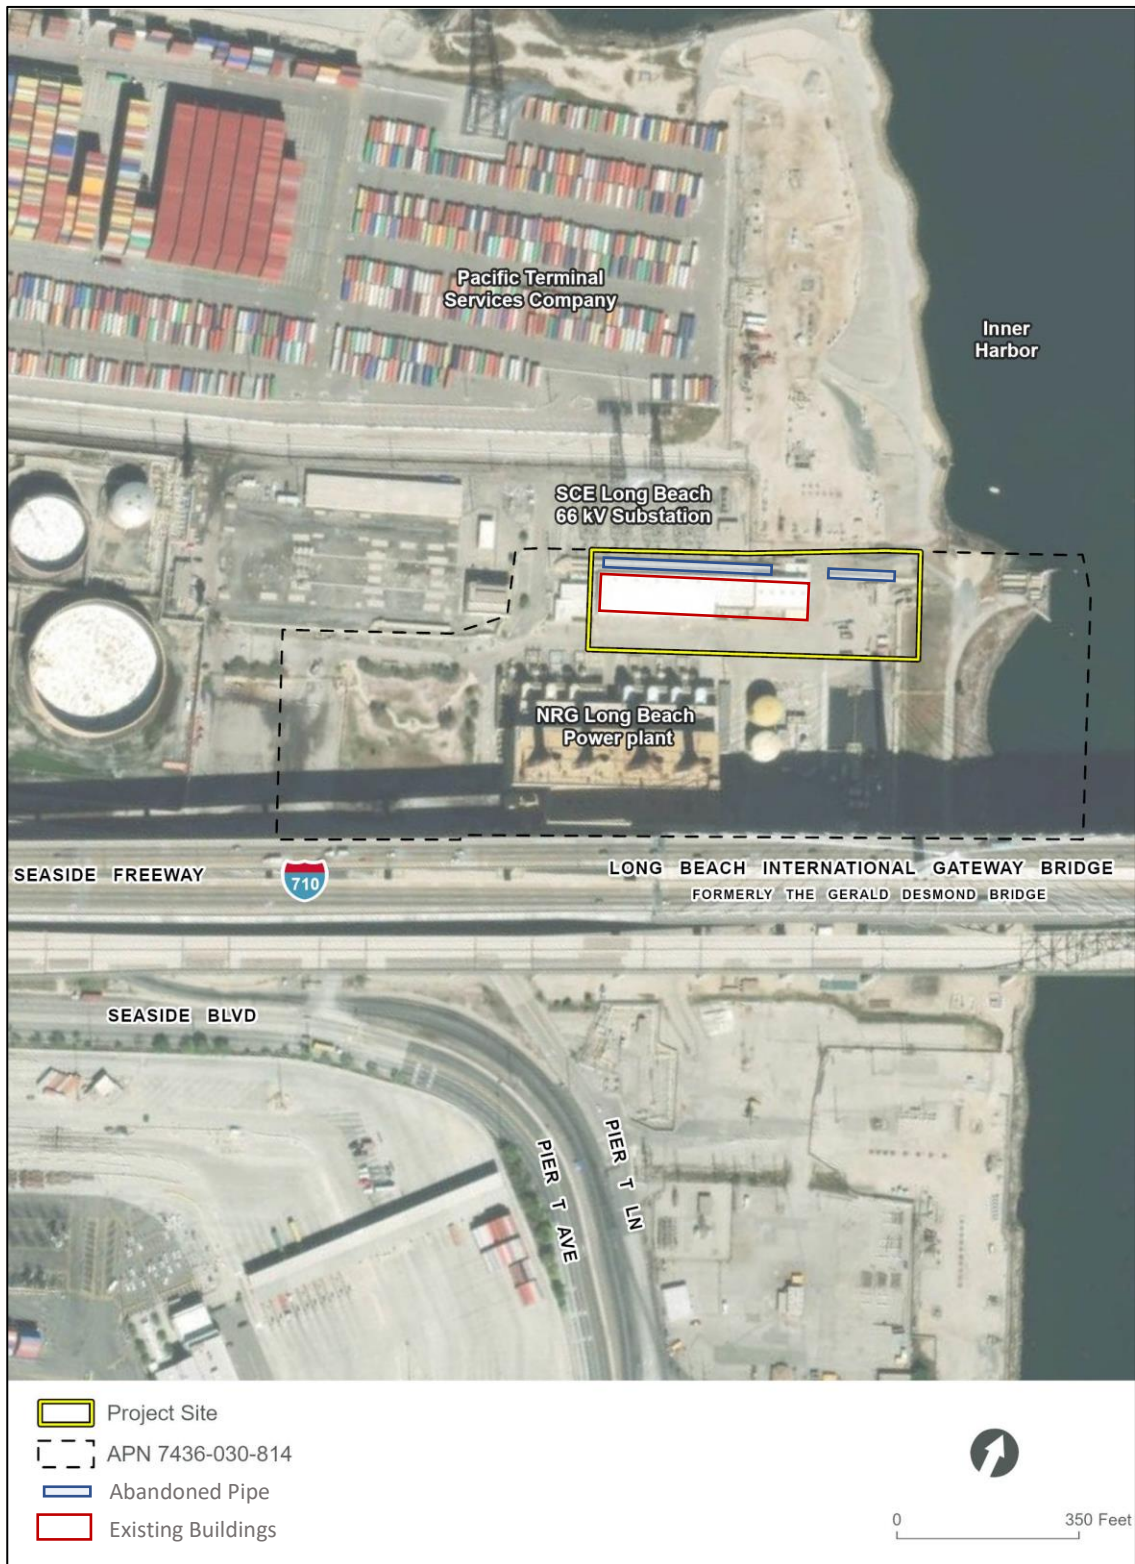 Pacific Terminal
Services Company
Inner
Harbor
SCE Long Beach
66 kV Substation
NRG Long Beach
Power plant
SEASIDE FREEWAY
710
LONG BEACH INTERNATIONAL GATEWAY BRIDGE
FORMERLY THE GERALD DESMOND BRIDGE
SEASIDE BLVD
PIER T AVE
PIER T LN
Project Site
APN 7436-030-814
Abandoned Pipe
Existing Buildings
0 350 Feet